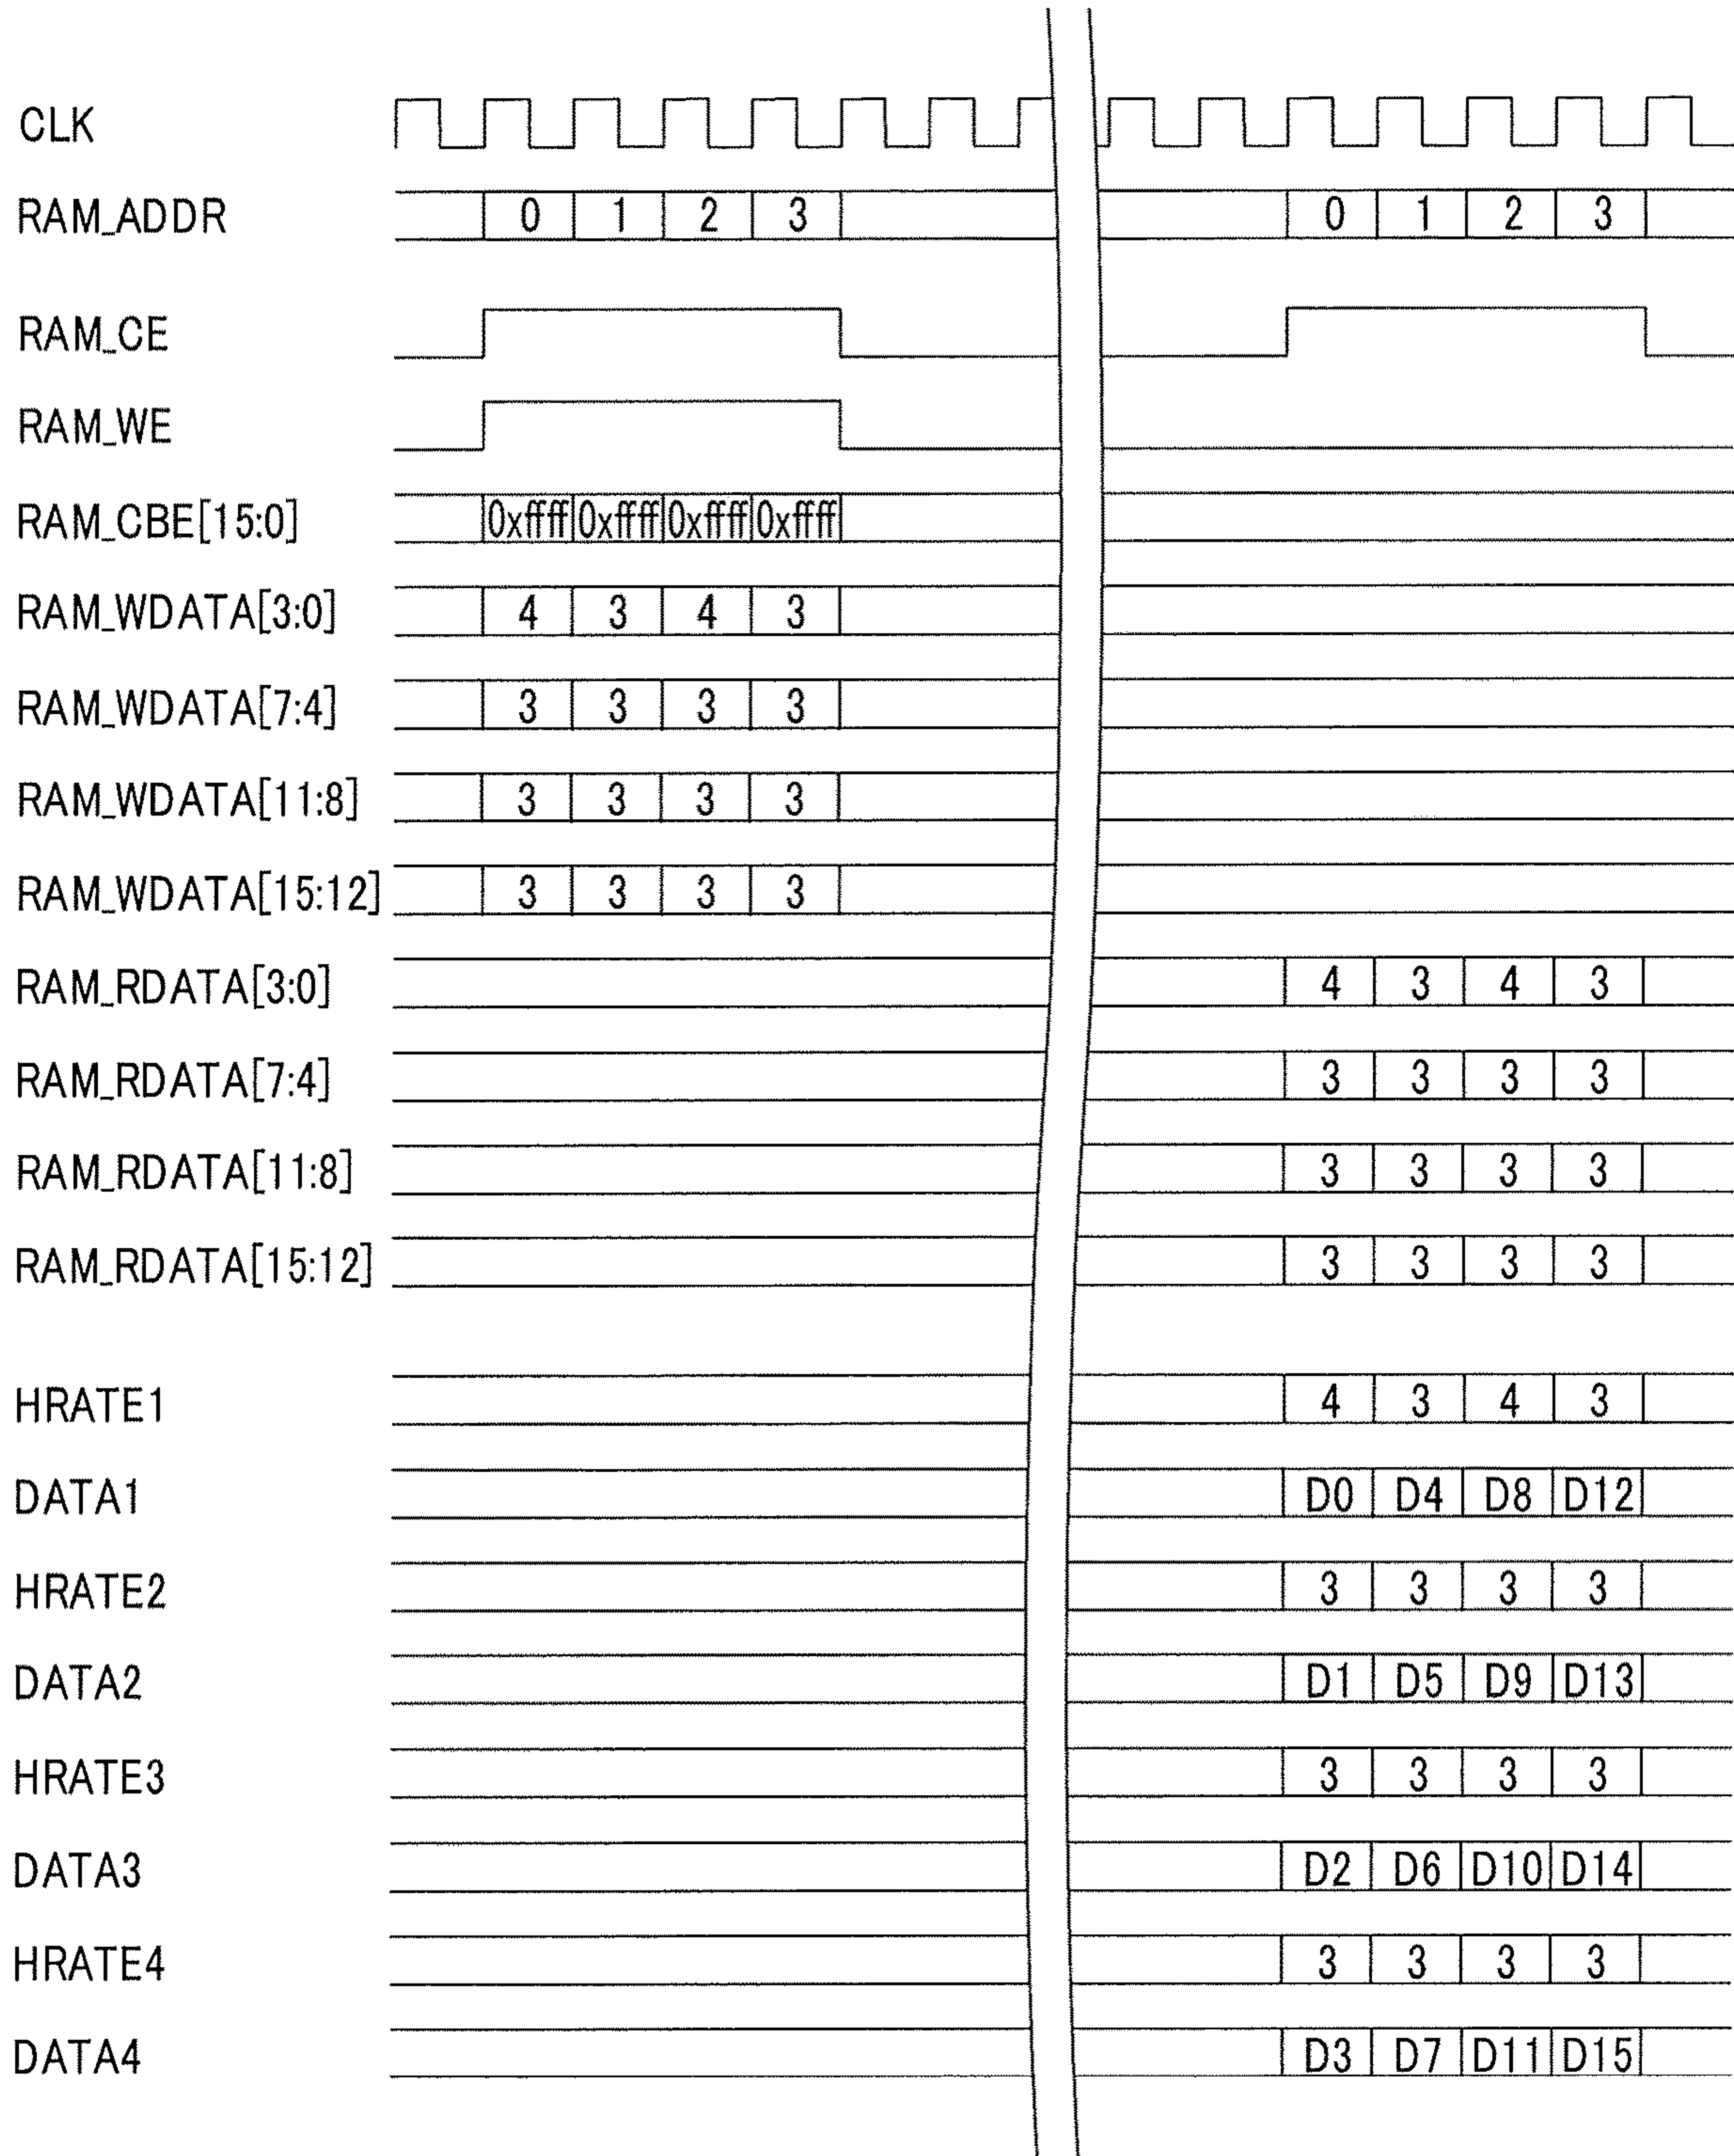 CLK
RAM_ADDR 0 1 2 3 0 1 2 3
RAM_CE
RAM_WE
RAM_CBE[15:0] 0xffff 0xffff 0xffff 0xffff
RAM_WDATA[3:0] 4 3 4 3
RAM_WDATA[7:4] 3 3 3 3
RAM_WDATA[11:8] 3 3 3 3
RAM_WDATA[15:12] 3 3 3 3
RAM_RDATA[3:0] 4 3 4 3
RAM_RDATA[7:4] 3 3 3 3
RAM_RDATA[11:8] 3 3 3 3
RAM_RDATA[15:12] 3 3 3 3
HRATE1 4 3 4 3
DATA1 D0 D4 D8 D12
HRATE2 3 3 3 3
DATA2 D1 D5 D9 D13
HRATE3 3 3 3 3
DATA3 D2 D6 D10 D14
HRATE4 3 3 3 3
DATA4 D3 D7 D11 D15